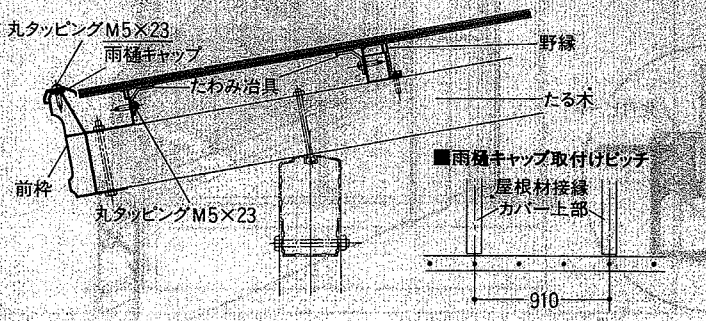 丸タッピングM5×23
雨樋キャップ
たわみ冶具
野縁
たる木
前枠
丸タッピングM5×23
■雨樋キャップ取付けピッチ
屋根材接縁
カバー上部
910